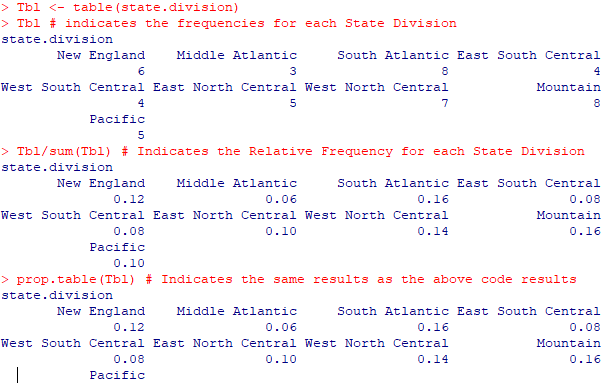 > Tbl <- table(state.division)
> Tbl # indicates the frequencies for each State Division
state.division
New England Middle Atlantic South Atlantic East South Central
6 3 8 4
West South Central East North Central West North Central Mountain
4 5 7 8
Pacific
5
> Tbl/sum(Tbl) # Indicates the Relative Frequency for each State Division
state.division
New England Middle Atlantic South Atlantic East South Central
0.12 0.06 0.16 0.08
West South Central East North Central West North Central Mountain
0.08 0.10 0.14 0.16
Pacific
0.10
> prop.table(Tbl) # Indicates the same results as the above code results
state.division
New England Middle Atlantic South Atlantic East South Central
0.12 0.06 0.16 0.08
West South Central East North Central West North Central Mountain
0.08 0.10 0.14 0.16
Pacific